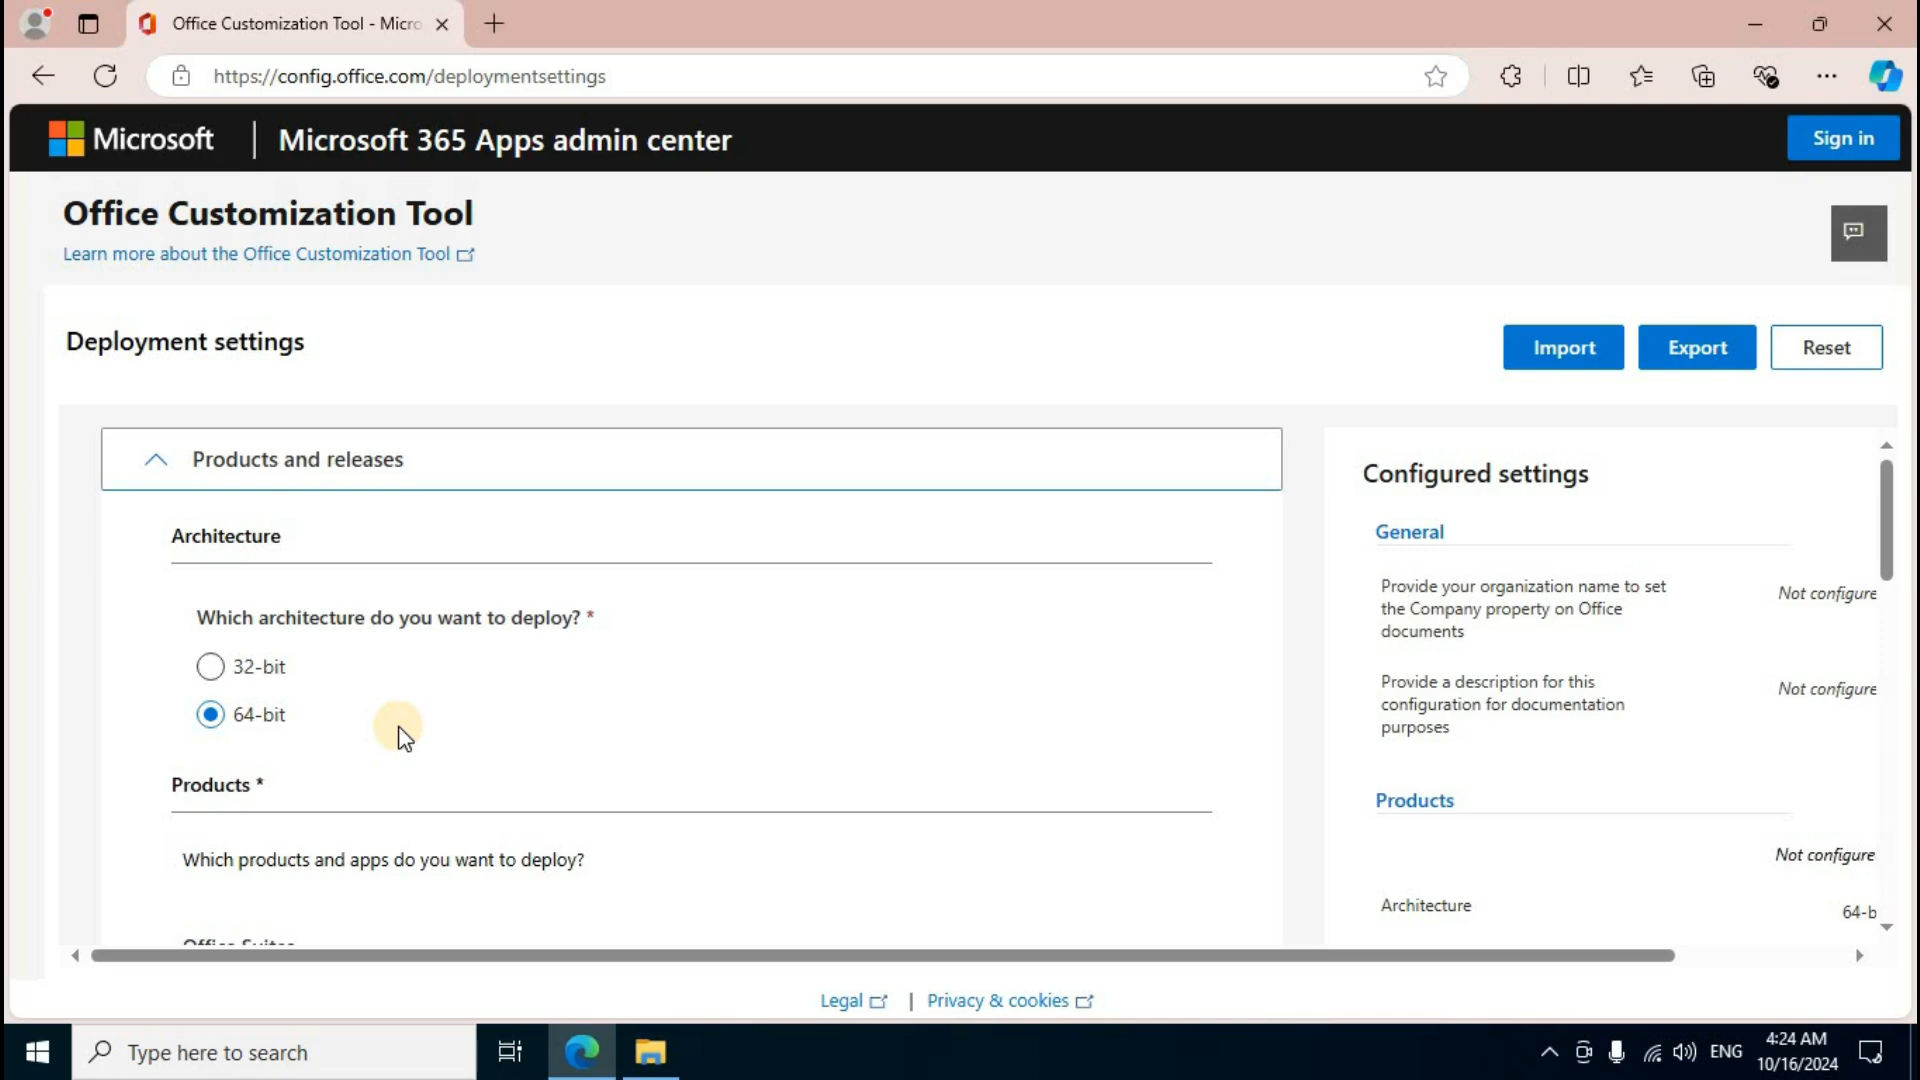 Office Customization Tool - Micro
https://config.office.com/deploymentsettings
Microsoft
Microsoft 365 Apps admin center
Sign in
Office Customization Tool
Learn more about the Office Customization Tool
Deployment settings
Import
Export
Reset
Products and releases
Architecture
Which architecture do you want to deploy? *
32-bit
64-bit
Products *
Which products and apps do you want to deploy?
Office Suites
Configured settings
General
Provide your organization name to set
the Company property on Office
documents
Not configure
Provide a description for this
configuration for documentation
purposes
Not configure
Products
Not configure
Architecture
64-b
Legal
|
Privacy & cookies
Type here to search
ENG
4:24 AM
10/16/2024